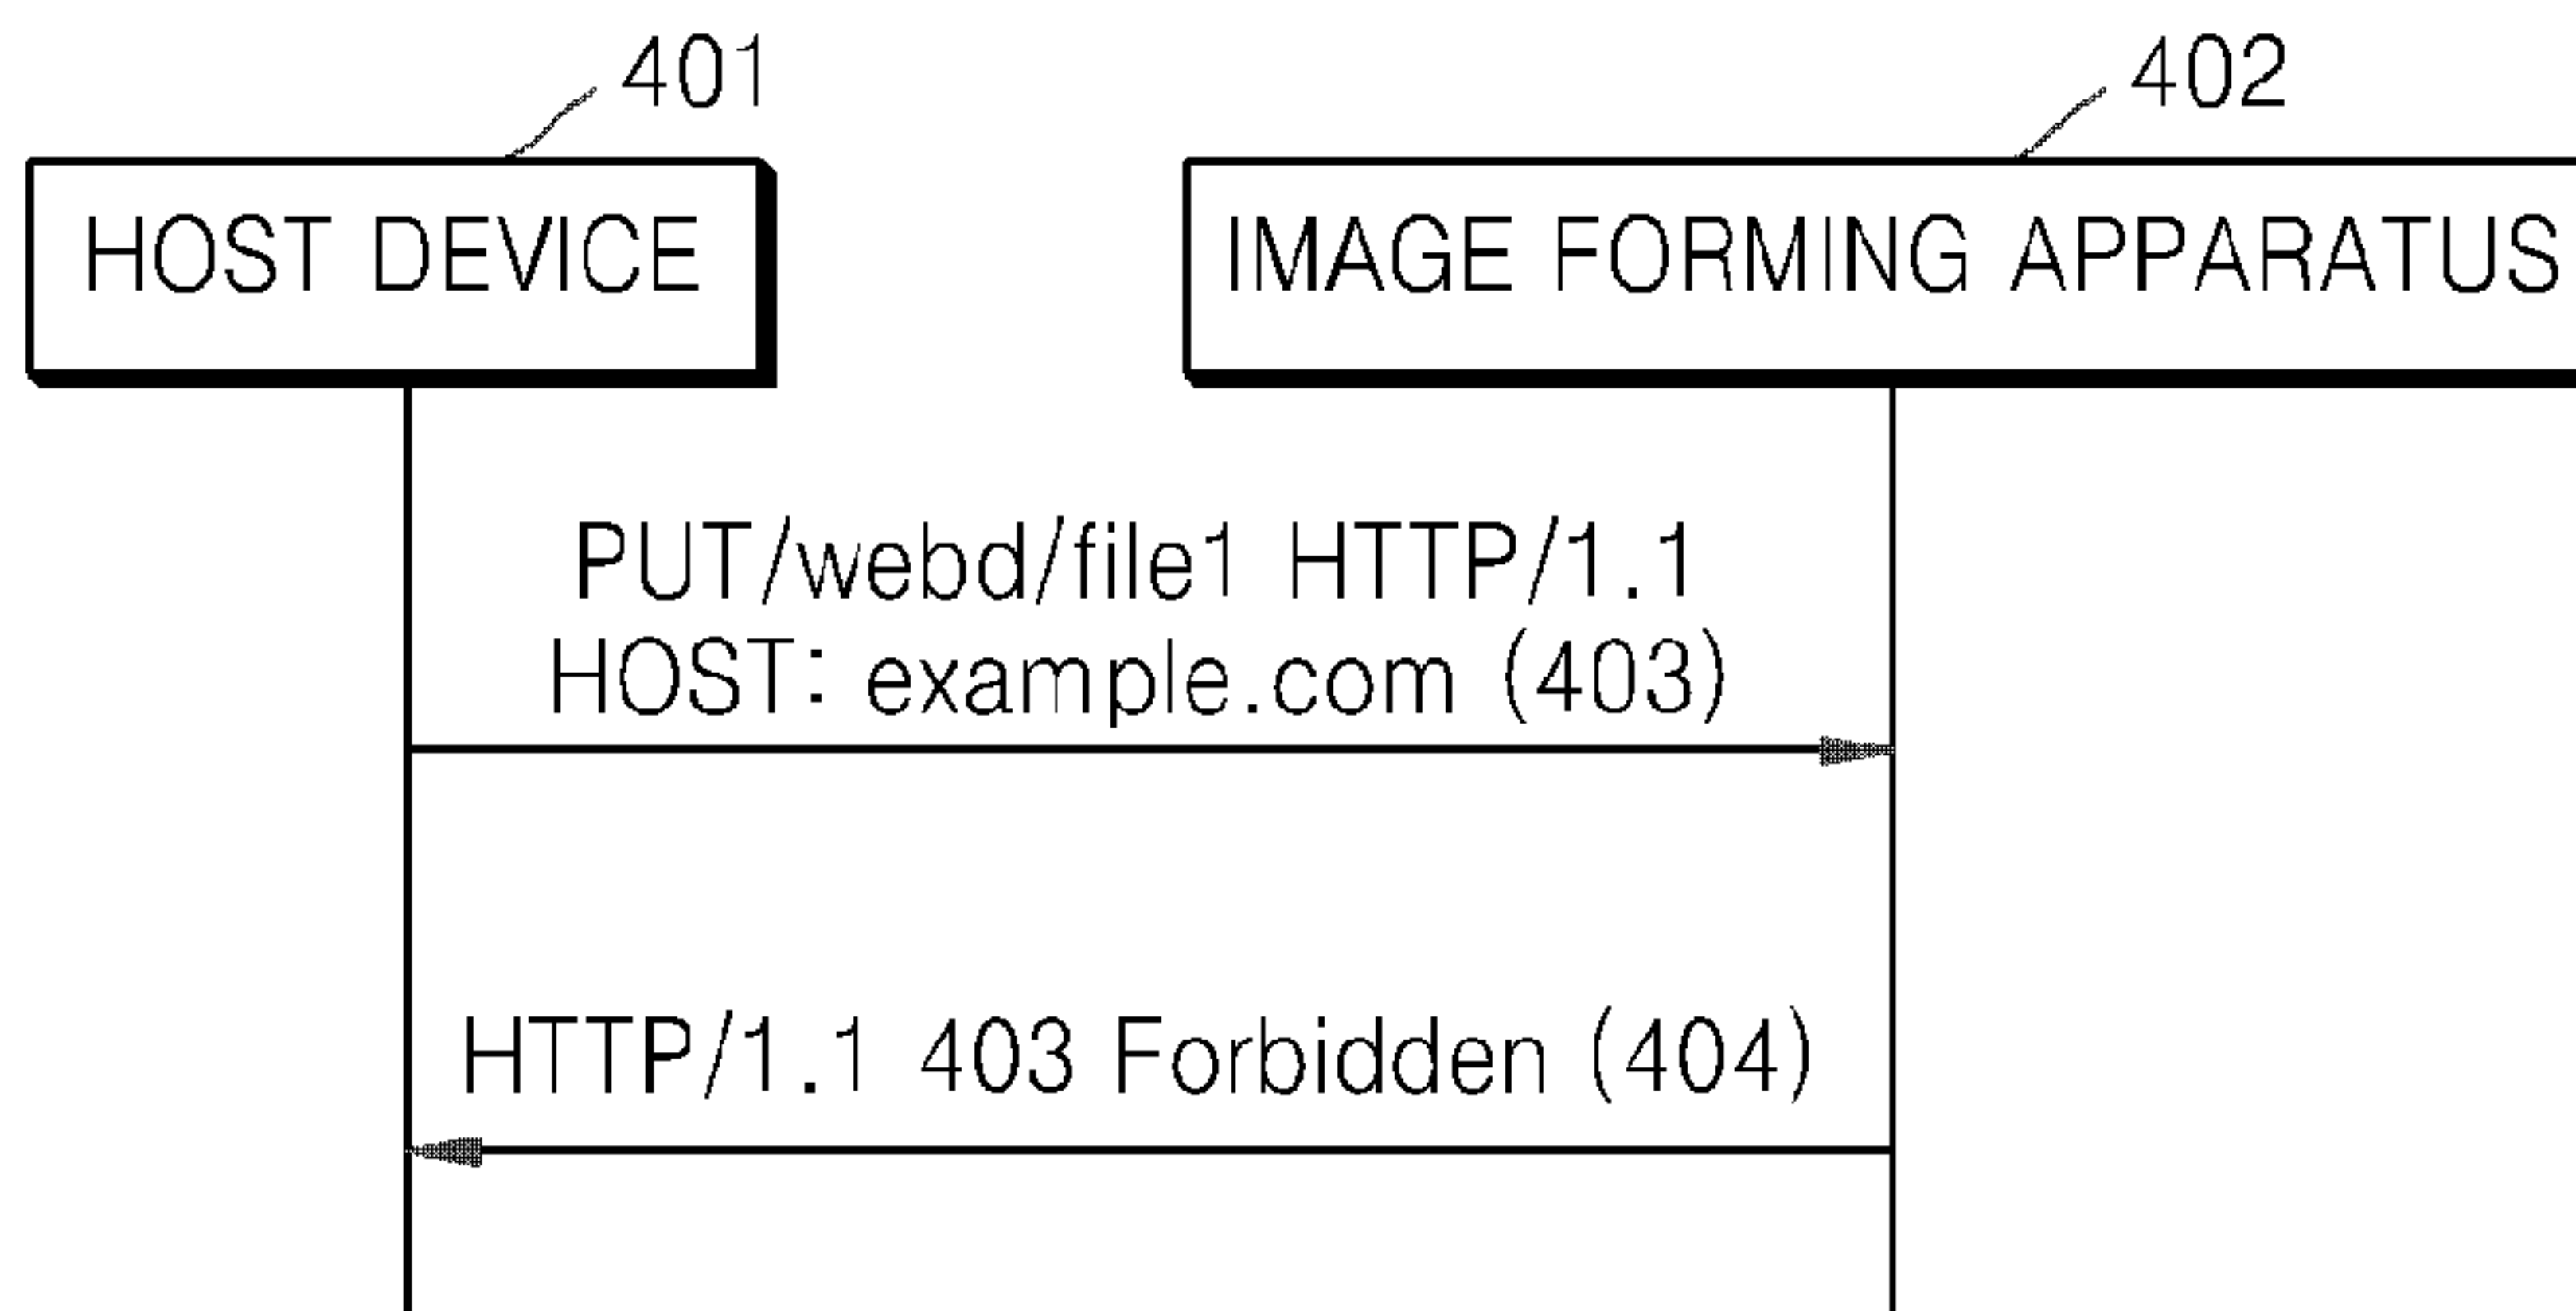 401
402
HOST DEVICE
IMAGE FORMING APPARATUS
PUT/webd/file1 HTTP/1.1
HOST: example.com (403)
HTTP/1.1 403 Forbidden (404)